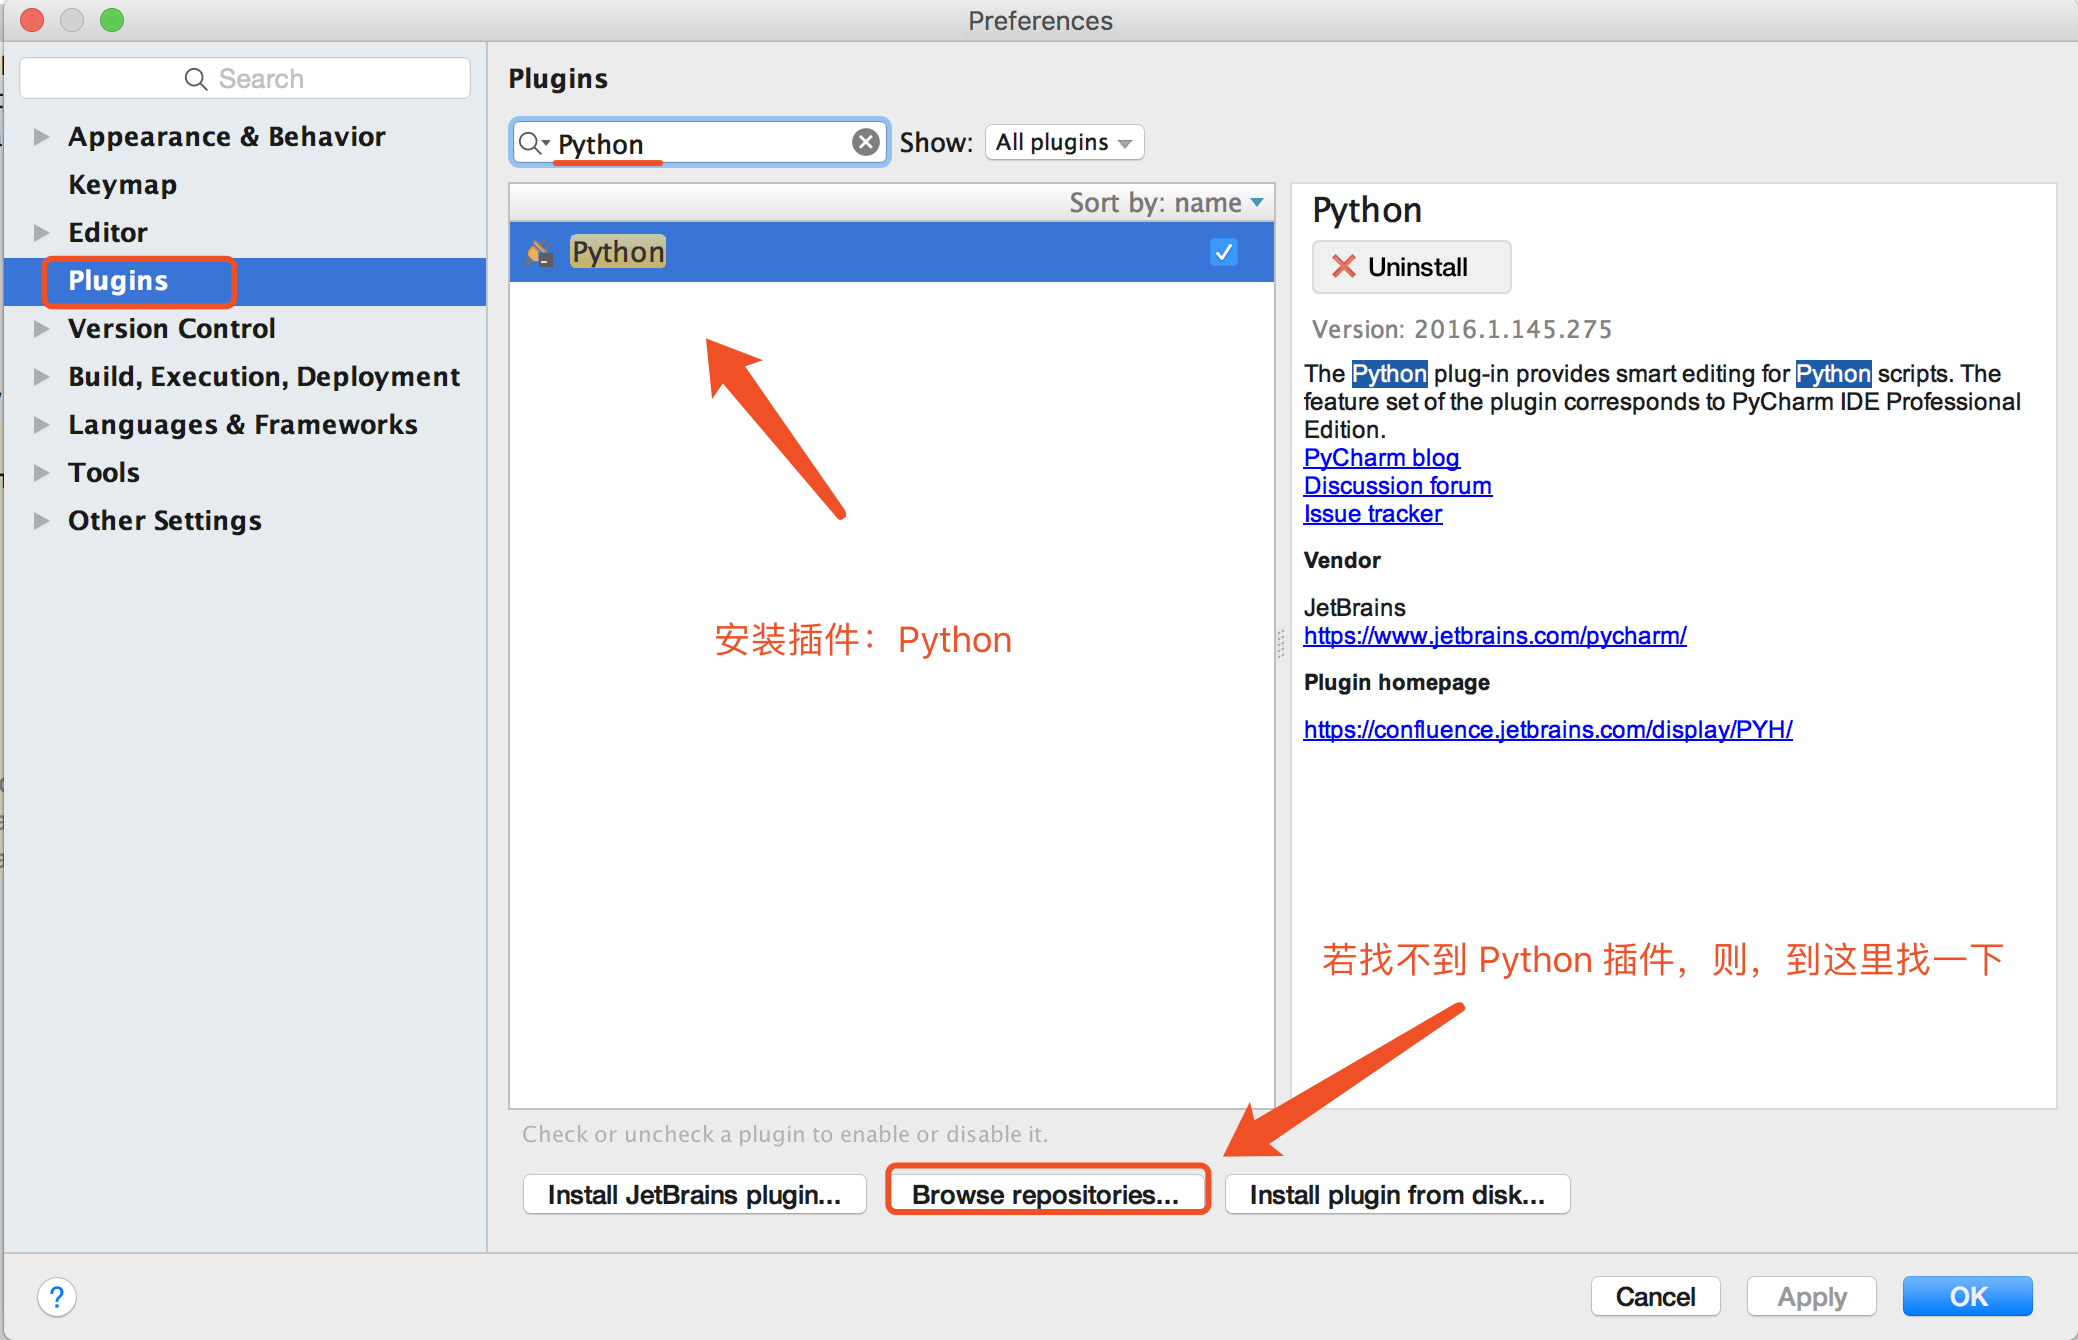 Preferences
Search
Appearance & Behavior
Keymap
Editor
Plugins
Version Control
Build, Execution, Deployment
Languages & Frameworks
Tools
Other Settings
Plugins
Python
Show: All plugins
Sort by: name
Python
安装插件：Python
Python
Uninstall
Version: 2016.1.145.275
The Python plug-in provides smart editing for Python scripts. The
feature set of the plugin corresponds to PyCharm IDE Professional
Edition.
PyCharm blog
Discussion forum
Issue tracker
Vendor
JetBrains
https://www.jetbrains.com/pycharm/
Plugin homepage
https://confluence.jetbrains.com/display/PYH/
若找不到 Python 插件，则，到这里找一下
Check or uncheck a plugin to enable or disable it.
Install JetBrains plugin... Browse repositories... Install plugin from disk...
? Cancel Apply OK